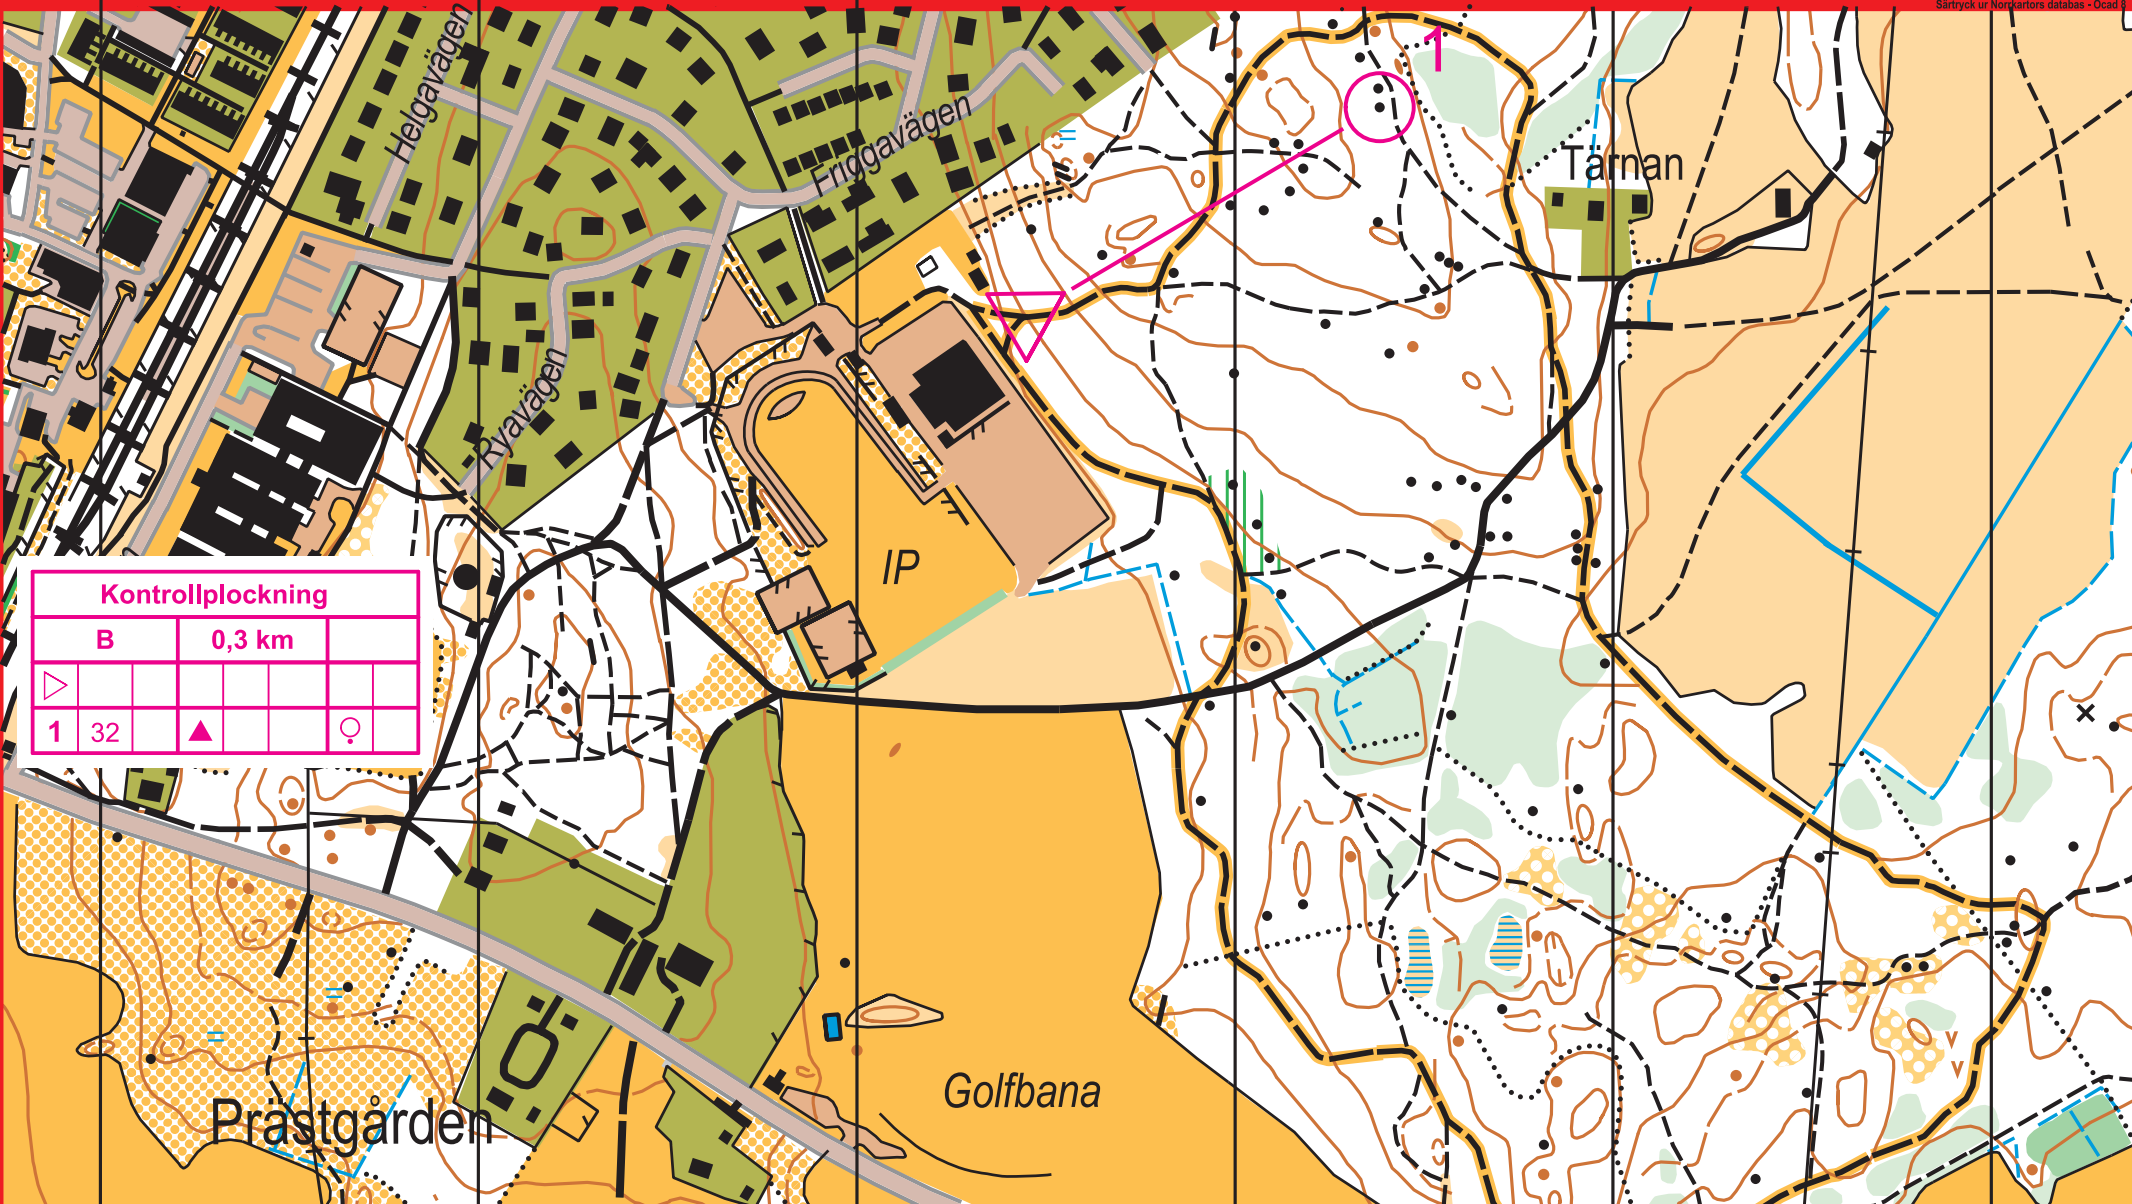 Särtryck ur Norrkartors databas - Ocad 8
1
Helgavägen
Friggavägen
Tärnan
Ryavägen
IP
Kontrollplockning
B 0,3 km
1 32
Golfbana
Prästgården